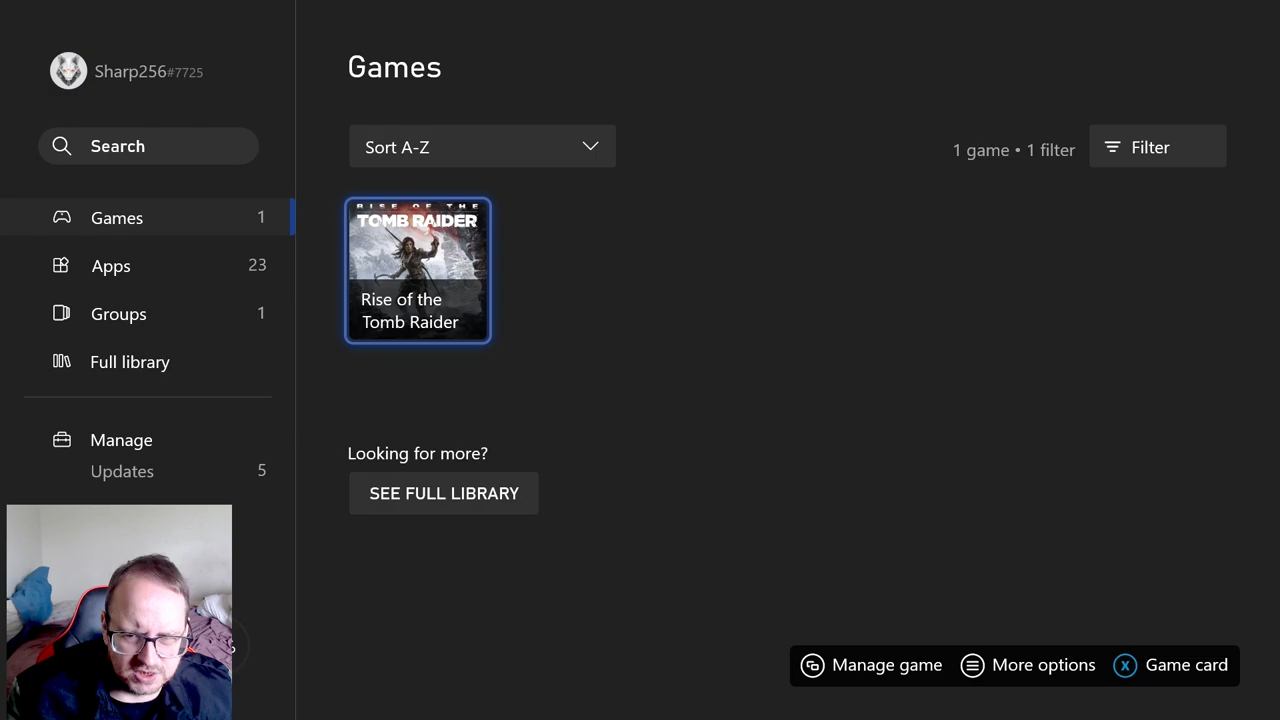 Sharp256#7725
Search
Games 1
Apps 23
Groups 1
Full library
Manage
Updates 5
Games
Sort A-Z
1 game • 1 filter
Filter
RISE OF THE
TOMB RAIDER
Rise of the
Tomb Raider
Looking for more?
SEE FULL LIBRARY
Manage game
More options
X Game card